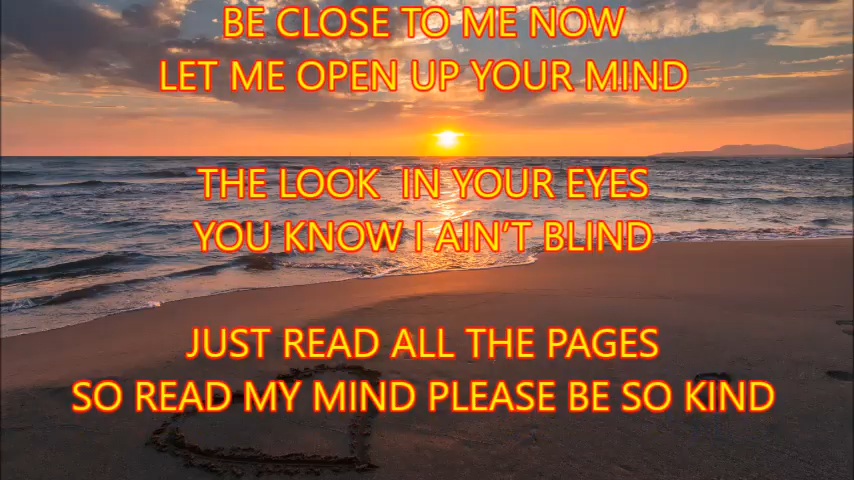 BE CLOSE TO ME NOW
LET ME OPEN UP YOUR MIND
THE LOOK IN YOUR EYES
YOU KNOW I AIN’T BLIND
JUST READ ALL THE PAGES
SO READ MY MIND PLEASE BE SO KIND